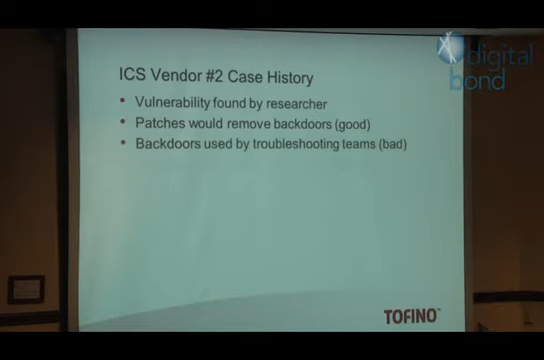 digital
bond
ICS Vendor #2 Case History
• Vulnerability found by researcher
• Patches would remove backdoors (good)
• Backdoors used by troubleshooting teams (bad)
TOFINO™